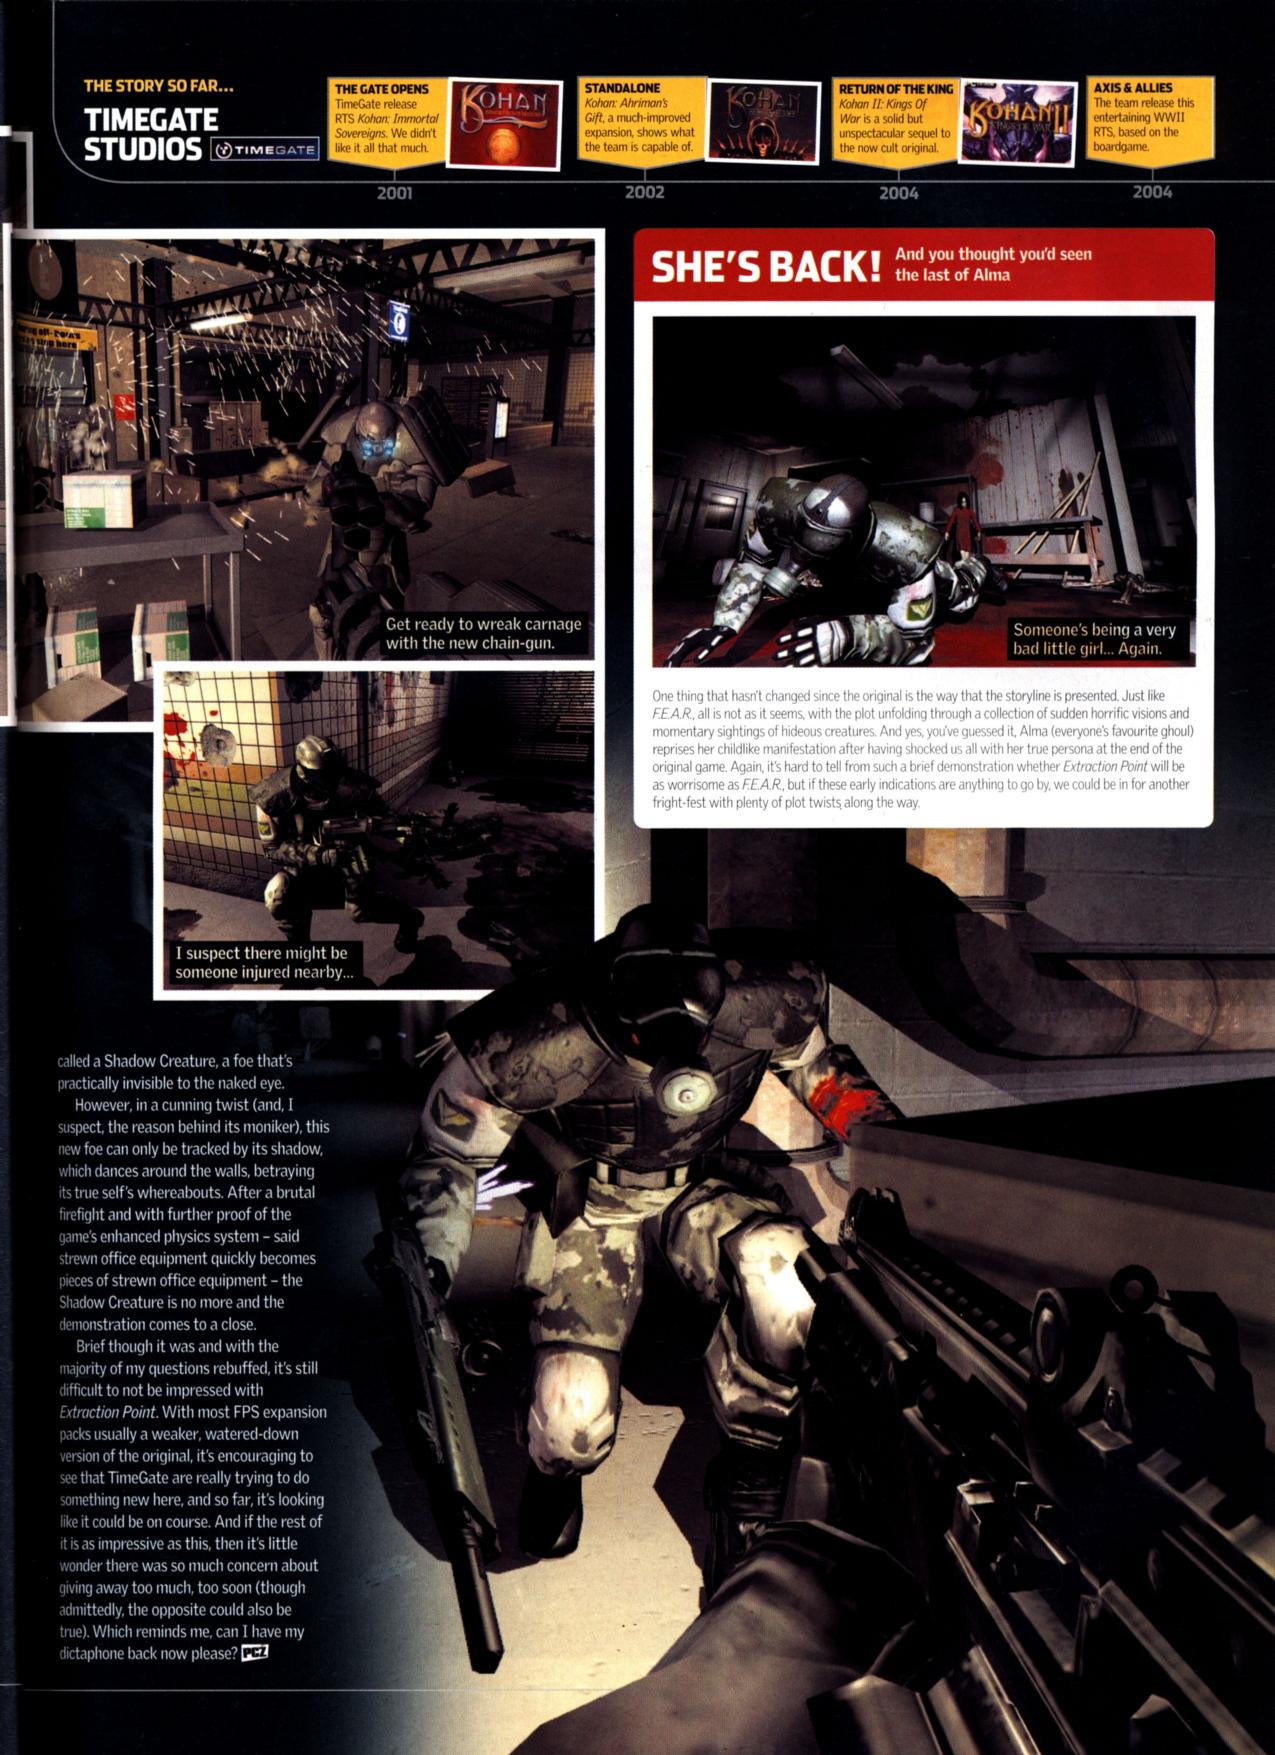 THE STORY SO FAR...
TIMEGATE
STUDIOS
TIMEGATE
THE GATE OPENS
TimeGate release
RTS Kohan: Immortal
Sovereigns. We didn't
like it all that much.
KOHAN
2001
STANDALONE
Kohan: Ahriman's
Gift, a much-improved
expansion, shows what
the team is capable of.
KOHAN
2002
RETURN OF THE KING
Kohan II: Kings Of
War is a solid but
unspectacular sequel to
the now cult original.
KOHAN II
KINGS OF WAR
2004
AXIS & ALLIES
The team release this
entertaining WWII
RTS, based on the
boardgame.
2004
Get ready to wreak carnage
with the new chain-gun.
I suspect there might be
someone injured nearby...
called a Shadow Creature, a foe that's
practically invisible to the naked eye.
However, in a cunning twist (and, I
suspect, the reason behind its moniker), this
new foe can only be tracked by its shadow,
which dances around the walls, betraying
its true self's whereabouts. After a brutal
firefight and with further proof of the
game's enhanced physics system – said
strewn office equipment quickly becomes
pieces of strewn office equipment – the
Shadow Creature is no more and the
demonstration comes to a close.
Brief though it was and with the
majority of my questions rebuffed, it's still
difficult to not be impressed with
Extraction Point. With most FPS expansion
packs usually a weaker, watered-down
version of the original, it's encouraging to
see that TimeGate are really trying to do
something new here, and so far, it's looking
like it could be on course. And if the rest of
it is as impressive as this, then it's little
wonder there was so much concern about
giving away too much, too soon (though
admittedly, the opposite could also be
true). Which reminds me, can I have my
dictaphone back now please? PCZ
SHE'S BACK!
And you thought you'd seen
the last of Alma
Someone's being a very
bad little girl... Again.
One thing that hasn't changed since the original is the way that the storyline is presented. Just like
F.E.A.R., all is not as it seems, with the plot unfolding through a collection of sudden horrific visions and
momentary sightings of hideous creatures. And yes, you've guessed it, Alma (everyone's favourite ghoul)
reprises her childlike manifestation after having shocked us all with her true persona at the end of the
original game. Again, it's hard to tell from such a brief demonstration whether Extraction Point will be
as worrisome as F.E.A.R., but if these early indications are anything to go by, we could be in for another
fright-fest with plenty of plot twists along the way.